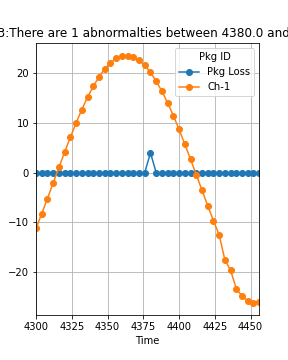 3:There are 1 abnormalties between 4380.0 and
Pkg ID
Pkg Loss
Ch-1
20
10
0
−10
−20
4300 4325 4350 4375 4400 4425 4450
Time